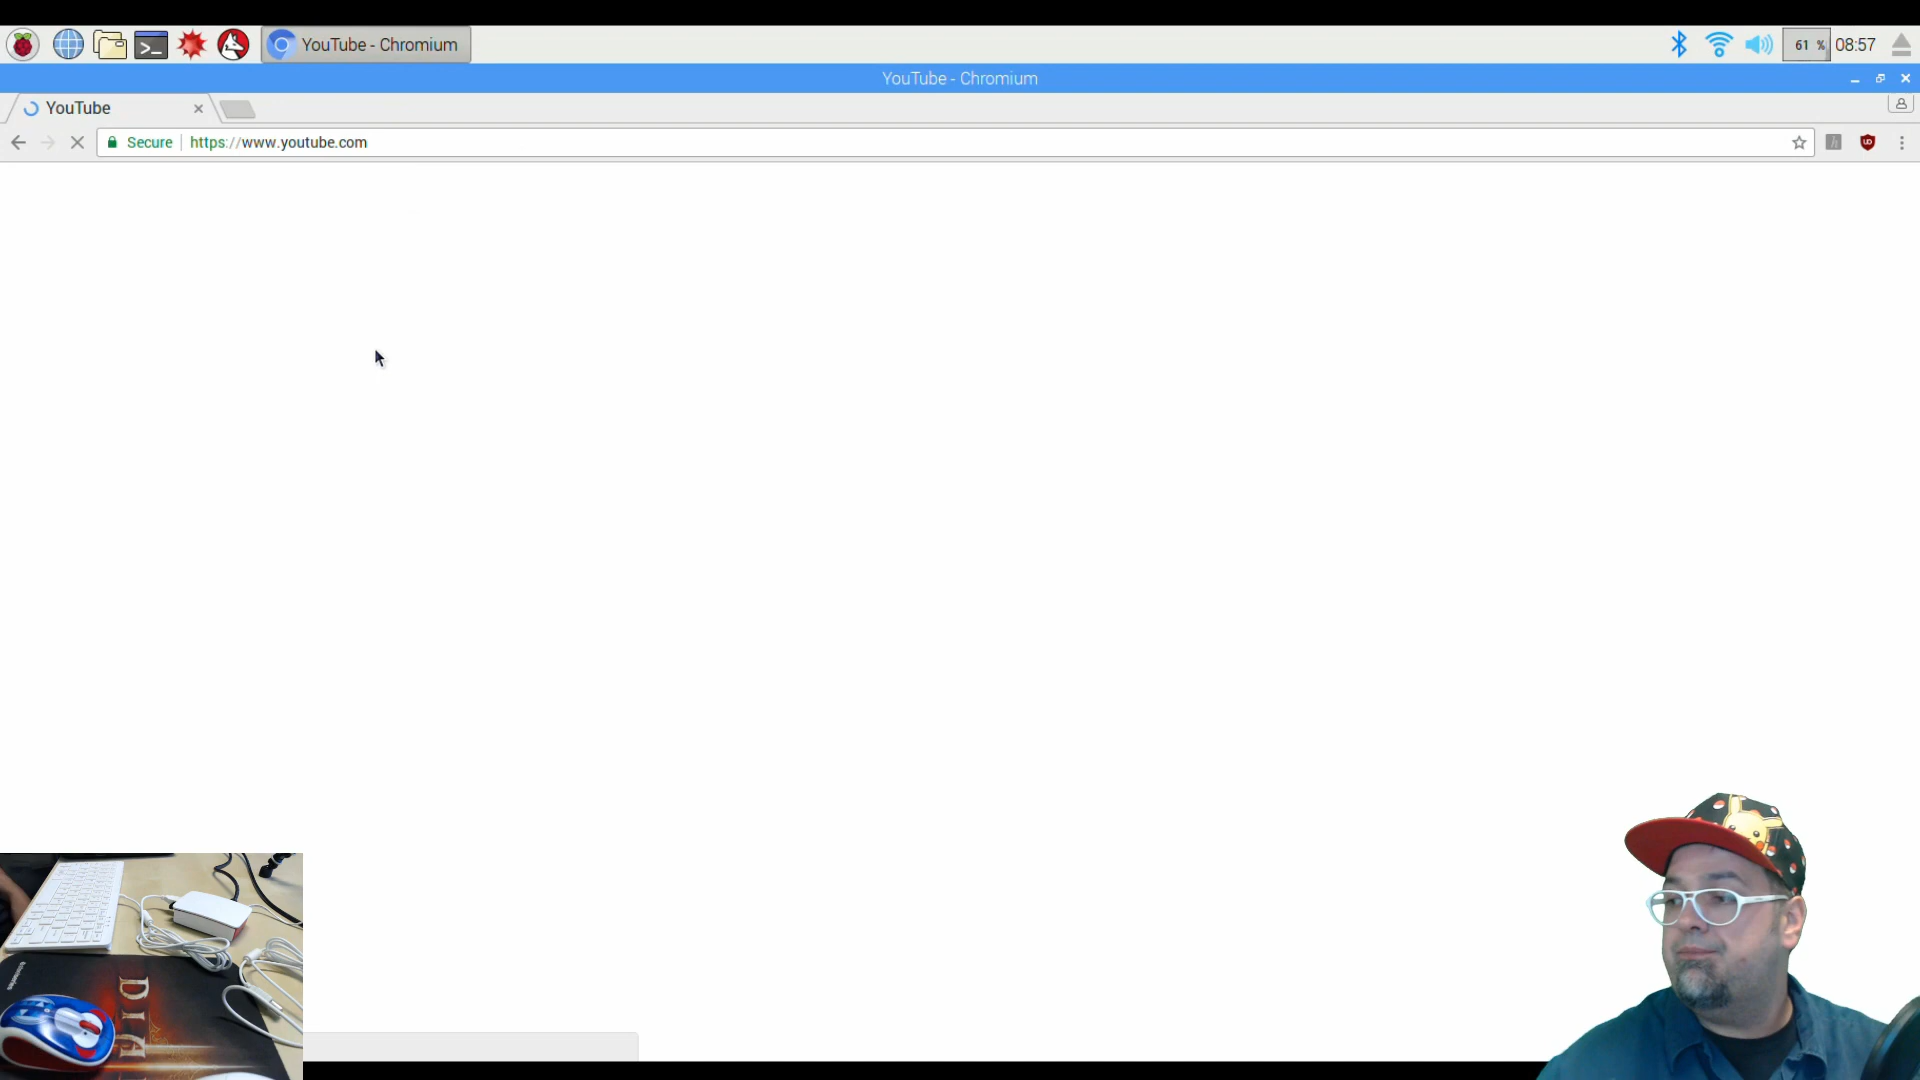 YouTube - Chromium
61 %
08:57
YouTube - Chromium
YouTube
Secure
https://www.youtube.com